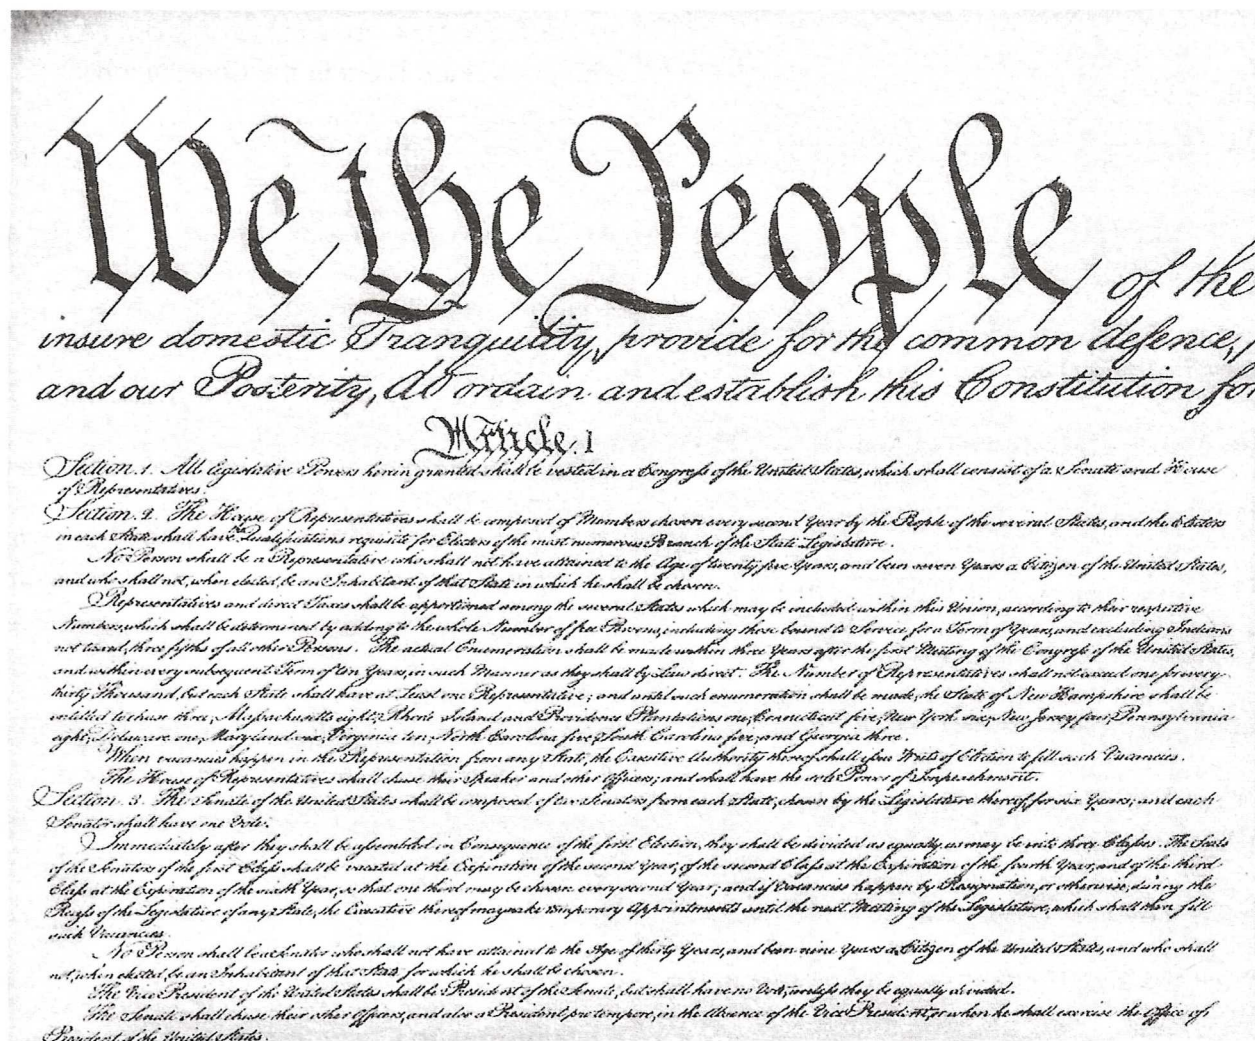 We the People of the
insure domestic Tranquility, provide for the common defence,
and our Posterity, do ordain and establish this Constitution for
Article. I
Section. 1. All legislative Powers herein granted shall be vested in a Congress of the United States, which shall consist of a Senate and House
of Representatives.
Section. 2. The House of Representatives shall be composed of Members chosen every second Year by the People of the several States, and the Electors
in each State shall have the Qualifications requisite for Electors of the most numerous Branch of the State Legislature.
No Person shall be a Representative who shall not have attained to the Age of twenty five Years, and been seven Years a Citizen of the United States,
and who shall not, when elected, be an Inhabitant of that State in which he shall be chosen.
Representatives and direct Taxes shall be apportioned among the several States which may be included within this Union, according to their respective
Numbers, which shall be determined by adding to the whole Number of free Persons, including those bound to Service for a Term of Years, and excluding Indians
not taxed, three fifths of all other Persons. The actual Enumeration shall be made within three Years after the first Meeting of the Congress of the United States,
and within every subsequent Term of ten Years, in such Manner as they shall by Law direct. The Number of Representatives shall not exceed one for every
thirty Thousand, but each State shall have at Least one Representative; and until such enumeration shall be made, the State of New Hampshire shall be
entitled to chuse three, Massachusetts eight, Rhode Island and Providence Plantations one, Connecticut five, New York six, New Jersey four, Pennsylvania
eight, Delaware one, Maryland six, Virginia ten, North Carolina five, South Carolina five, and Georgia three.
When vacancies happen in the Representation from any State, the Executive Authority thereof shall issue Writs of Election to fill such Vacancies.
The House of Representatives shall chuse their Speaker and other Officers; and shall have the sole Power of Impeachment.
Section. 3. The Senate of the United States shall be composed of two Senators from each State, chosen by the Legislature thereof, for six Years; and each
Senator shall have one Vote.
Immediately after they shall be assembled in Consequence of the first Election, they shall be divided as equally as may be into three Classes. The Seats
of the Senators of the first Class shall be vacated at the Expiration of the second Year, of the second Class at the Expiration of the fourth Year, and of the third
Class at the Expiration of the sixth Year, so that one third may be chosen every second Year; and if Vacancies happen by Resignation, or otherwise, during the
Recess of the Legislature of any State, the Executive thereof may make temporary Appointments until the next Meeting of the Legislature, which shall then fill
such Vacancies.
No Person shall be a Senator who shall not have attained to the Age of thirty Years, and been nine Years a Citizen of the United States, and who shall
not, when elected, be an Inhabitant of that State for which he shall be chosen.
The Vice President of the United States shall be President of the Senate, but shall have no Vote, unless they be equally divided.
The Senate shall chuse their other Officers, and also a President pro tempore, in the Absence of the Vice President, or when he shall exercise the Office of
President of the United States.